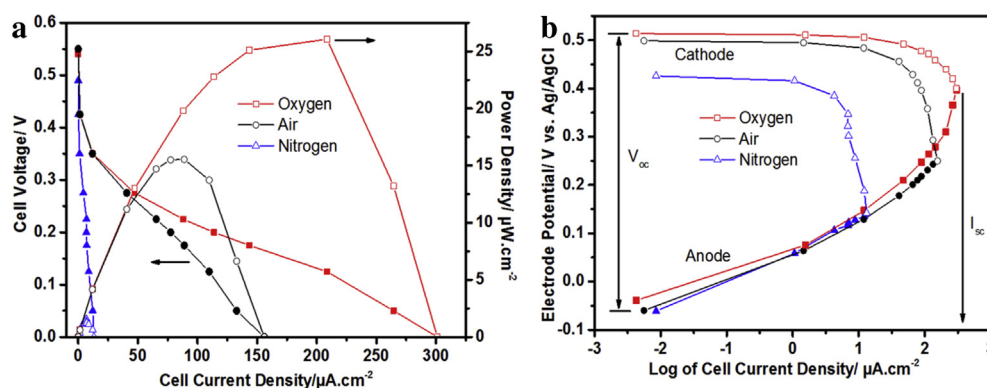 a
0.6
0.5
0.4
0.3
0.2
0.1
0.0
Cell Voltage/ V
0
50
100
150
200
250
300
Cell Current Density/µA.cm-2
25
20
15
10
5
0
Power Density/ µW.cm-2
Oxygen
Air
Nitrogen
b
0.5
0.4
0.3
0.2
0.1
0.0
-0.1
Electrode Potential/ V vs. Ag/AgCl
-3
-2
-1
0
1
2
3
Log of Cell Current Density/ µA.cm-2
Cathode
Oxygen
Air
Nitrogen
Voc
Anode
Isc